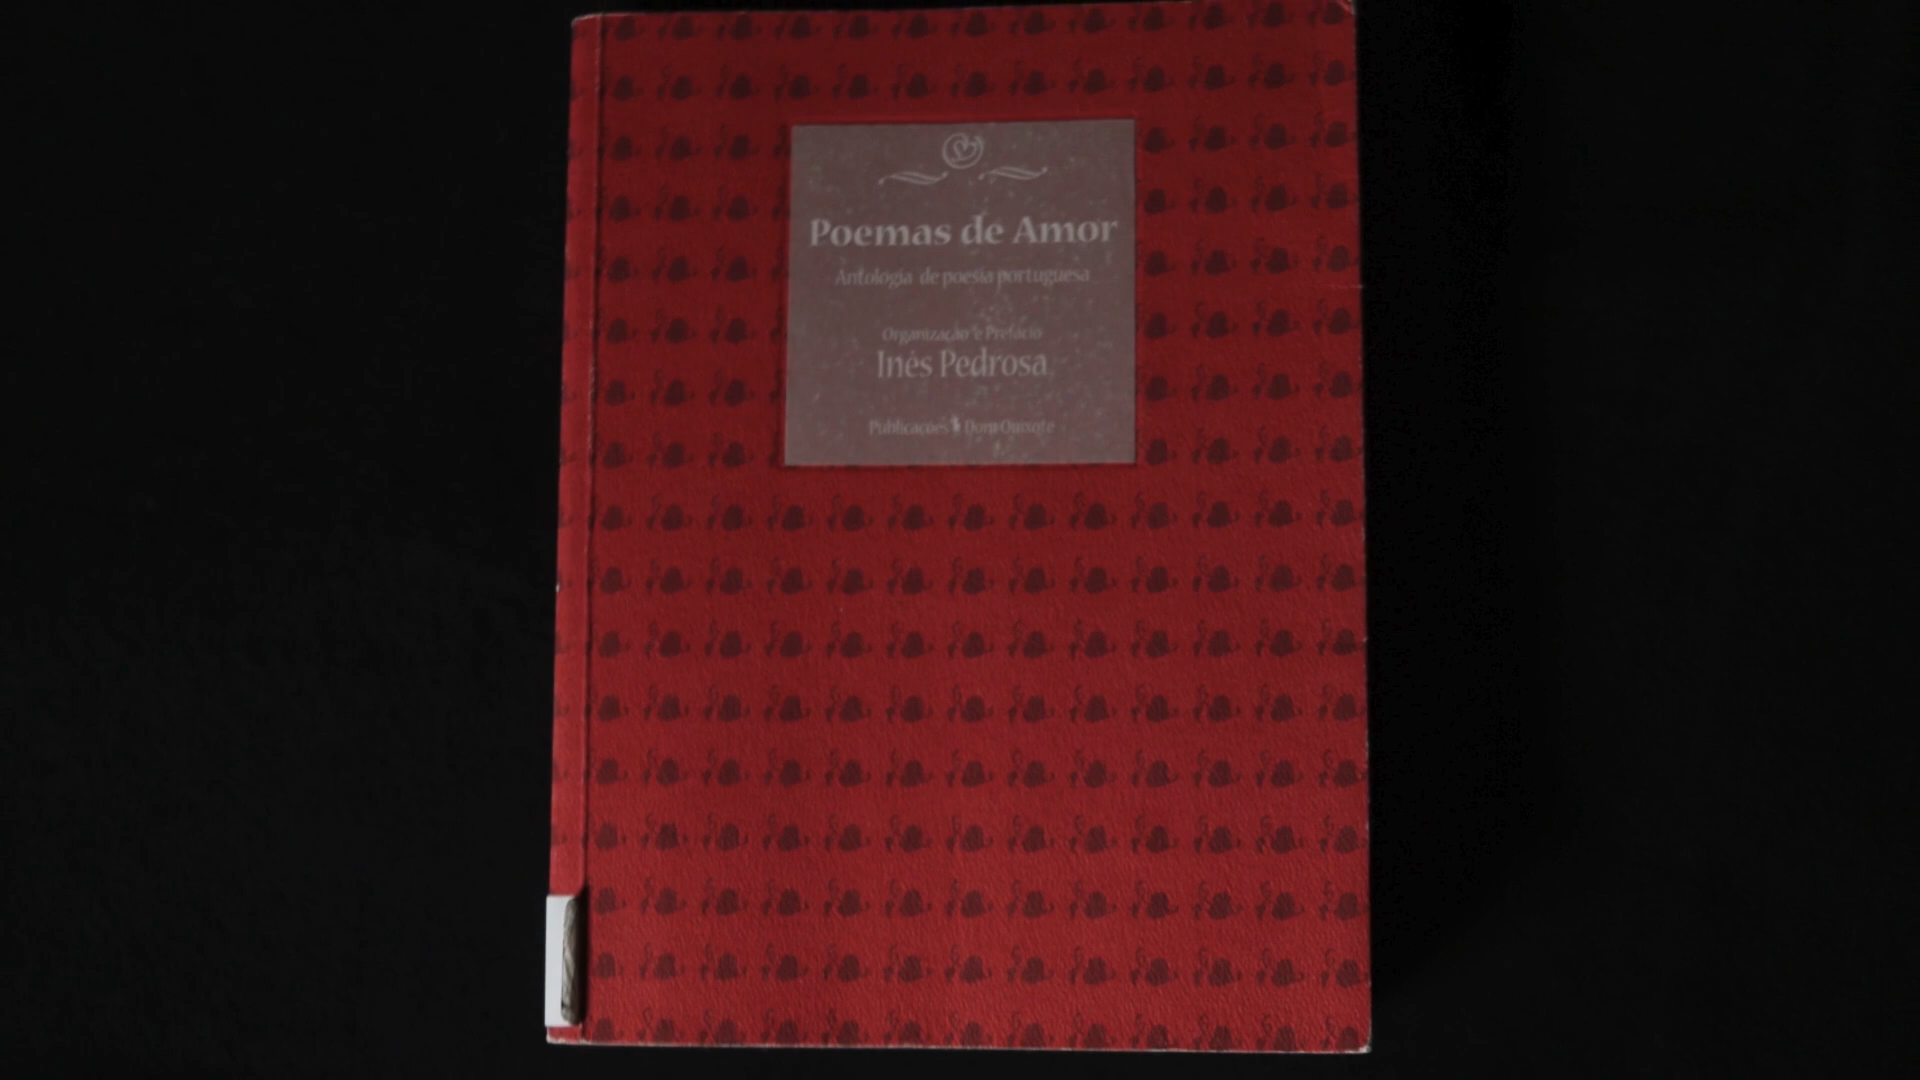 Poemas de Amor
Antologia de poesia portuguesa
Organização e Prefácio
Inês Pedrosa
Publicações Dom Quixote